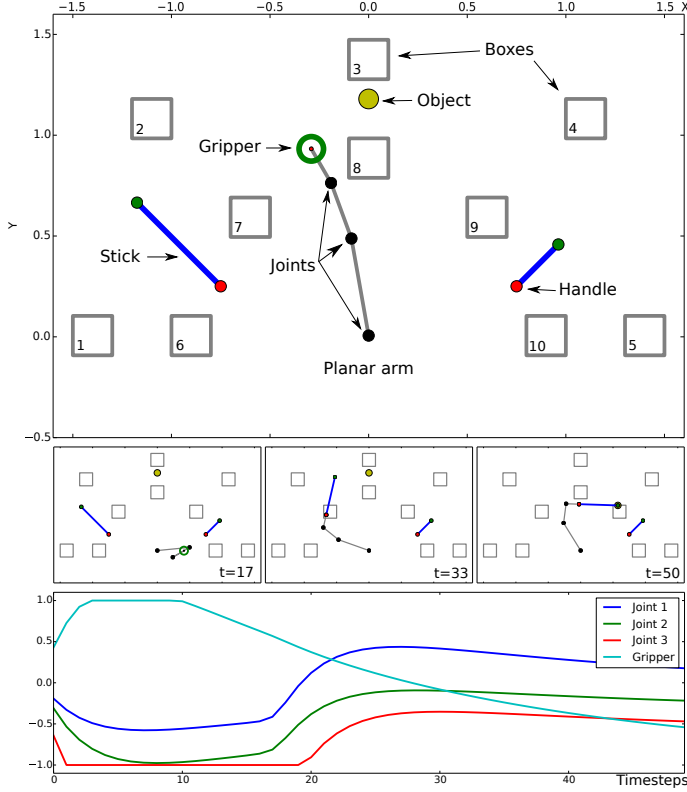 −1.5 −1.0 −0.5 0.0 0.5 1.0 1.5 X
1.5
3
Boxes
Object
2
4
1.0
Gripper
8
Y
7
9
0.5
Stick
Joints
Handle
0.0
1
6
10
5
Planar arm
−0.5
t=17
t=33
t=50
1.0
0.5
0.0
−0.5
−1.0
Joint 1
Joint 2
Joint 3
Gripper
0 10 20 30 40
Timesteps